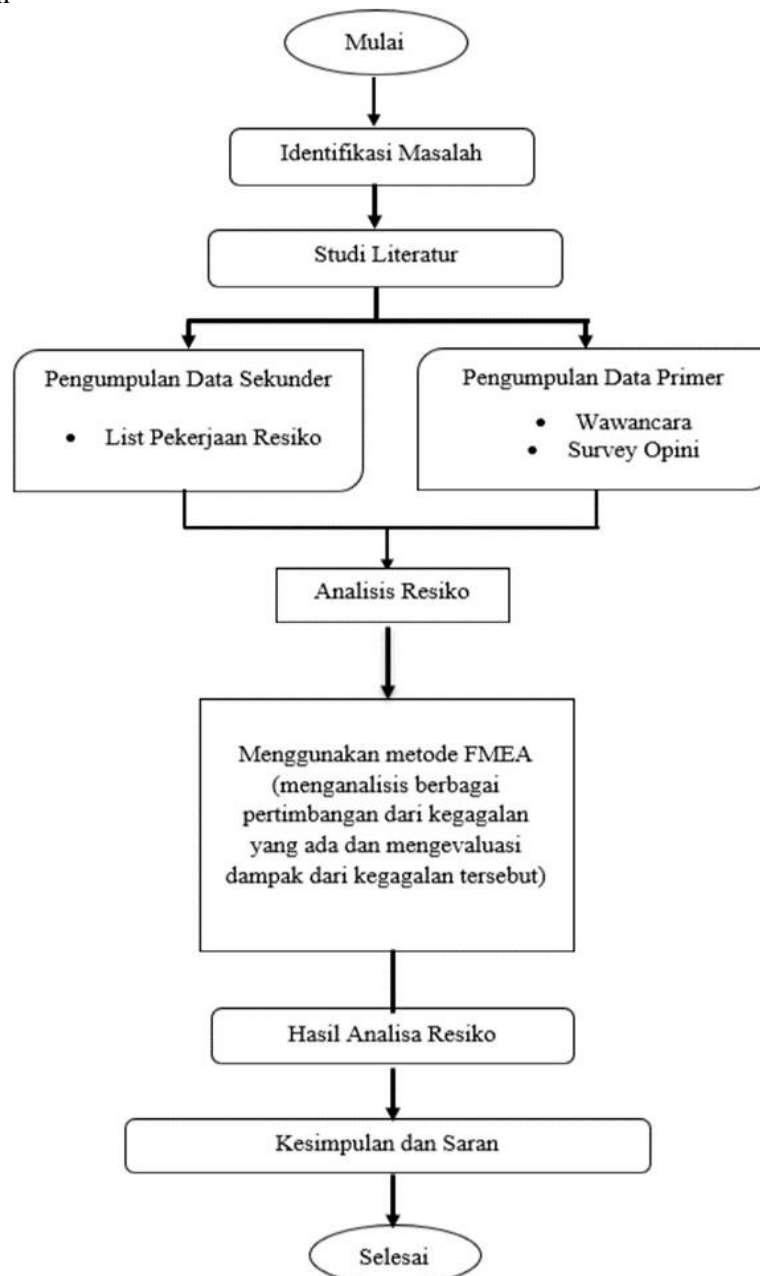 Mulai
Identifikasi Masalah
Studi Literatur
Pengumpulan Data Sekunder
• List Pekerjaan Resiko
Pengumpulan Data Primer
• Wawancara
• Survey Opini
Analisis Resiko
Menggunakan metode FMEA
(menganalisis berbagai
pertimbangan dari kegagalan
yang ada dan mengevaluasi
dampak dari kegagalan tersebut)
Hasil Analisa Resiko
Kesimpulan dan Saran
Selesai